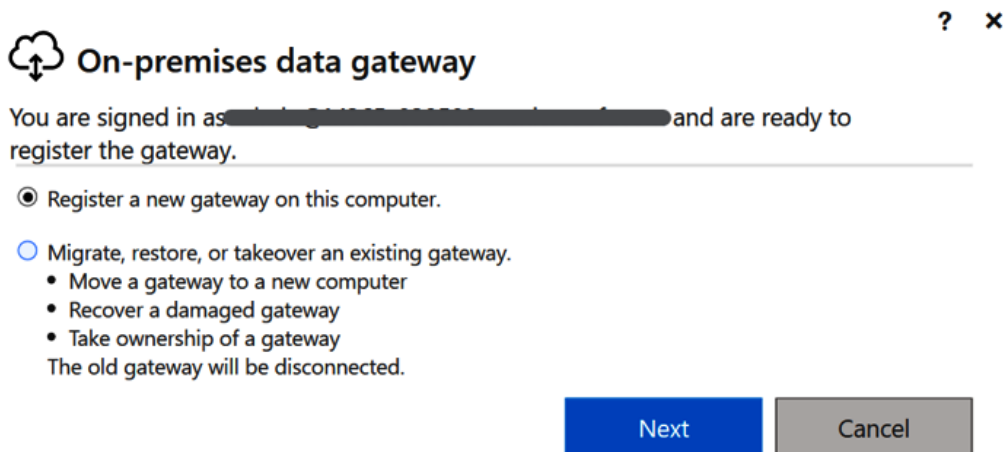 ? ×
On-premises data gateway
You are signed in as and are ready to
register the gateway.
Register a new gateway on this computer.
Migrate, restore, or takeover an existing gateway.
• Move a gateway to a new computer
• Recover a damaged gateway
• Take ownership of a gateway
The old gateway will be disconnected.
Next Cancel